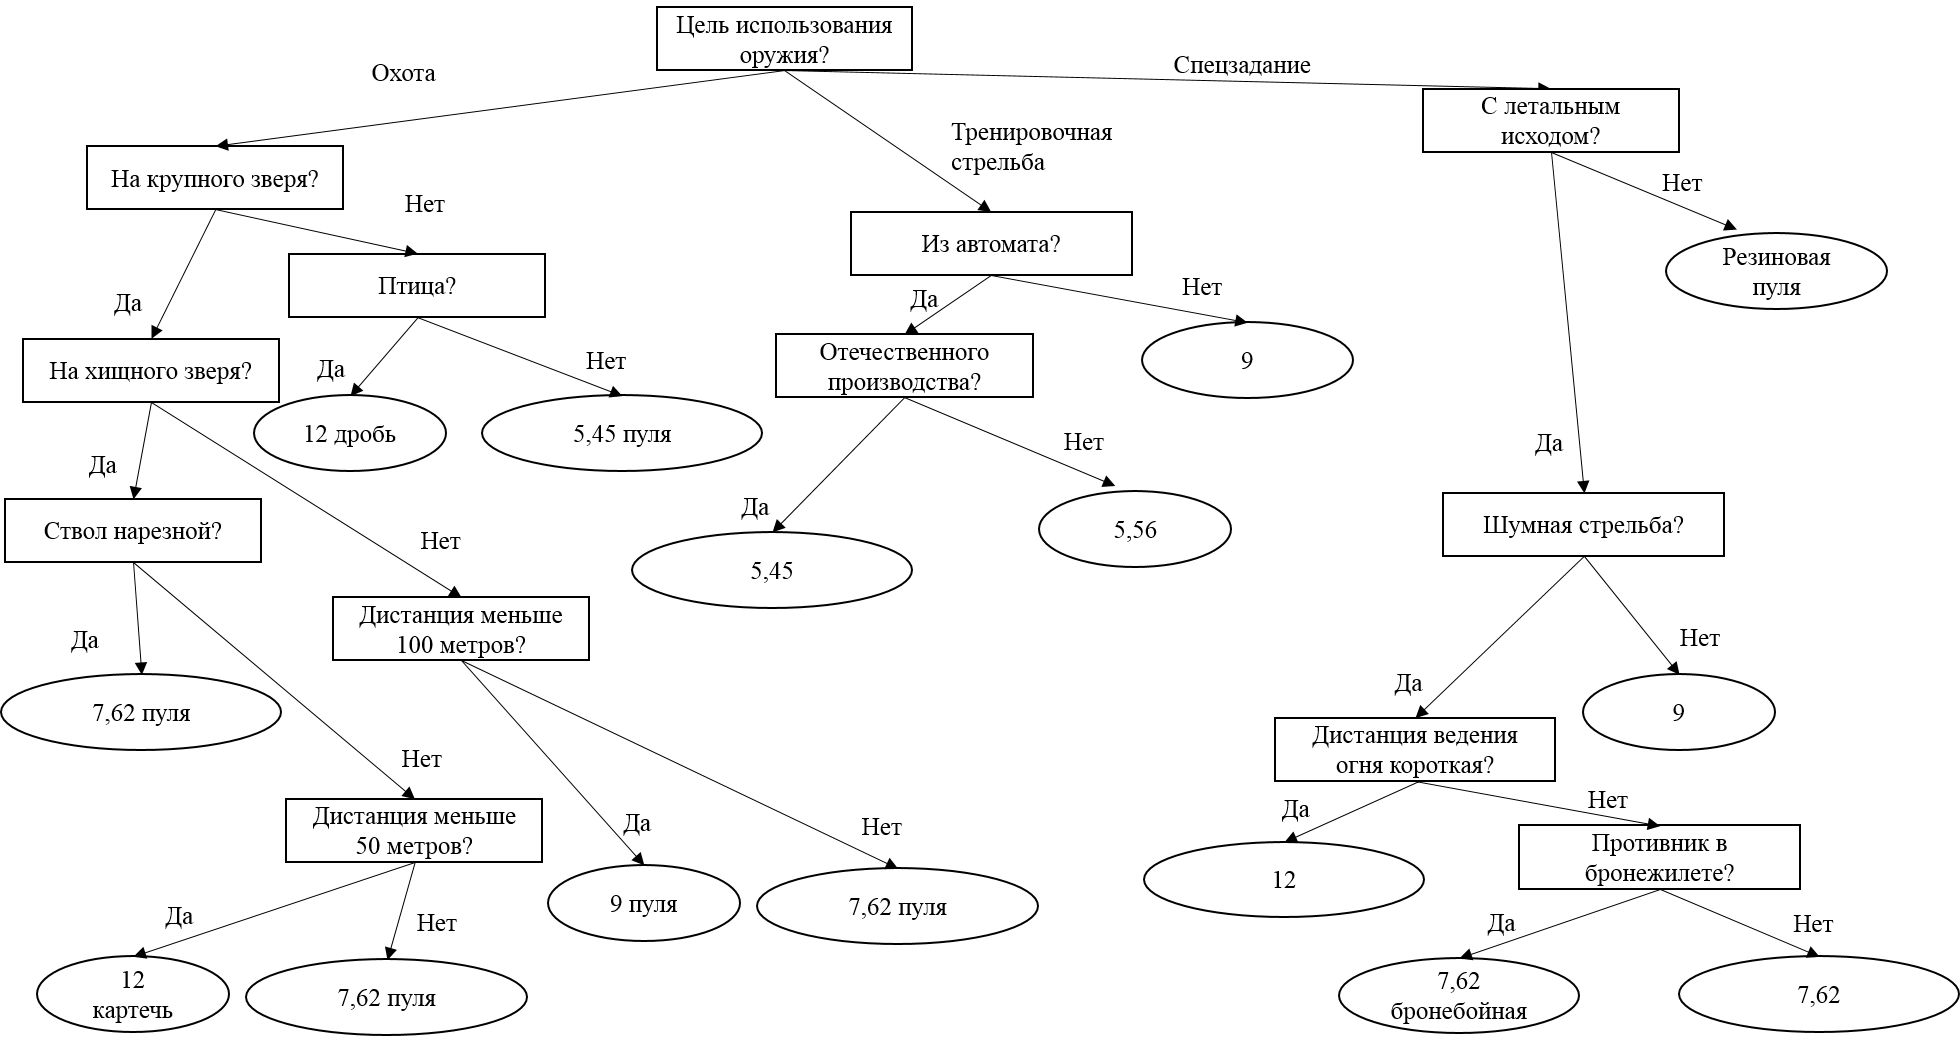 Цель использования
оружия?
Охота
Спецзадание
Тренировочная
стрельба
С летальным
исходом?
На крупного зверя?
Нет
Нет
Из автомата?
Резиновая
пуля
Птица?
Да
Да
Нет
На хищного зверя?
Да
Нет
Отечественного
производства?
9
12 дробь
5,45 пуля
Да
Нет
Нет
Да
Ствол нарезной?
Да
5,45
5,56
Шумная стрельба?
Дистанция меньше
100 метров?
Да
Нет
Да
7,62 пуля
9
Дистанция ведения
огня короткая?
Нет
Дистанция меньше
50 метров?
Да
Нет
Да
Нет
Противник в
бронежилете?
12
Да
Нет
9 пуля
7,62 пуля
Да
Нет
12
картечь
7,62 пуля
7,62
бронебойная
7,62